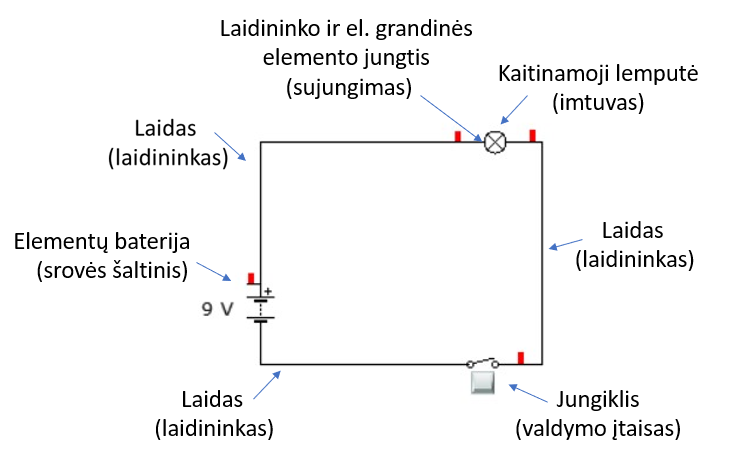 Laidininko ir el. grandinės
elemento jungtis
(sujungimas)
Kaitinamoji lemputė
(imtuvas)
Laidas
(laidininkas)
Laidas
(laidininkas)
Elementų baterija
(srovės šaltinis)
+
9 V
Laidas
(laidininkas)
Jungiklis
(valdymo įtaisas)